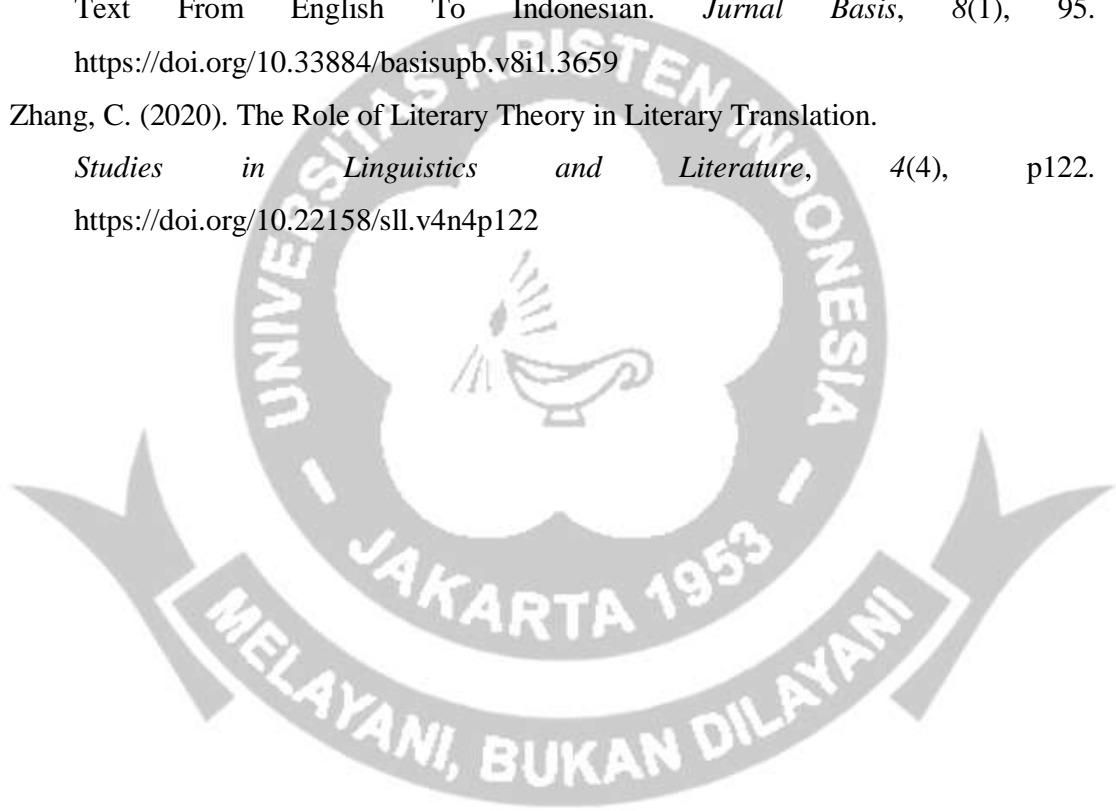 Text From English To Indonesian. Jurnal Basis, 8(1), 95.
https://doi.org/10.33884/basisupb.v8i1.3659
Zhang, C. (2020). The Role of Literary Theory in Literary Translation.
Studies in Linguistics and Literature, 4(4), p122.
https://doi.org/10.22158/sll.v4n4p122
UNIVERSITAS KRISTEN INDONESIA
- JAKARTA 1953 -
MELAYANI, BUKAN DILAYANI